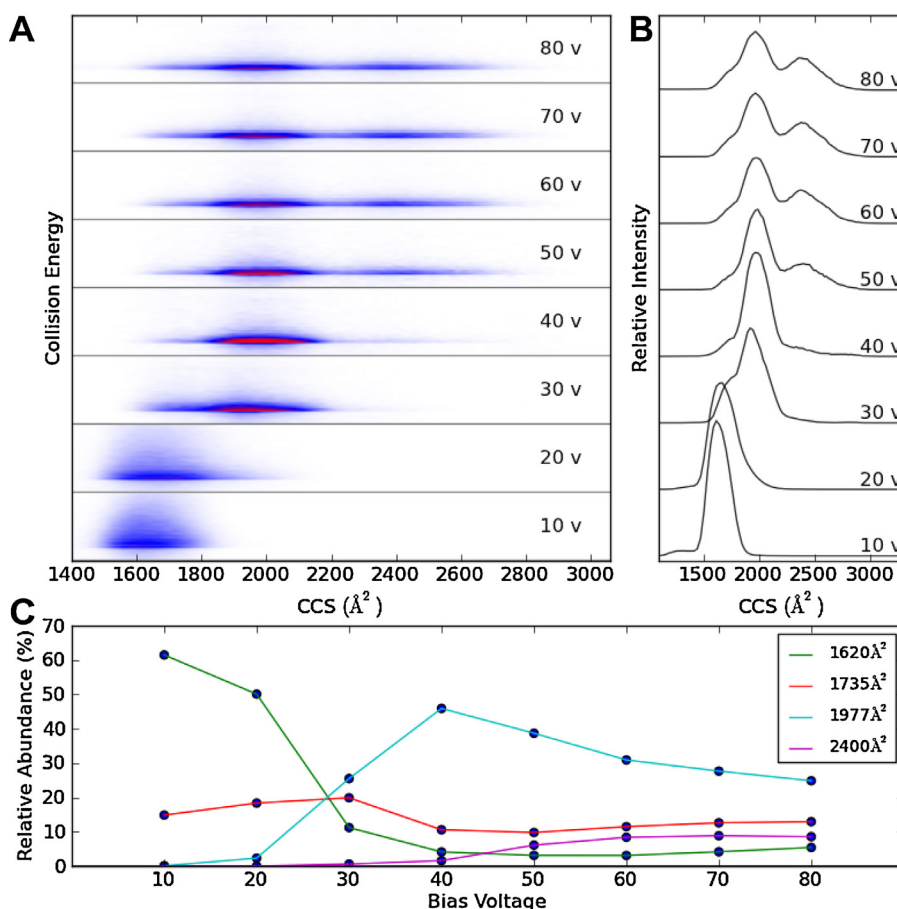 A
80 v
70 v
60 v
50 v
40 v
30 v
20 v
10 v
Collision Energy
1400 1600 1800 2000 2200 2400 2600 2800 3000
CCS (Å²)
B
80 v
70 v
60 v
50 v
40 v
30 v
20 v
10 v
Relative Intensity
1500 2000 2500 3000
CCS (Å²)
C
70
60
50
40
30
20
10
0
Relative Abundance (%)
1620Å²
1735Å²
1977Å²
2400Å²
10 20 30 40 50 60 70 80
Bias Voltage